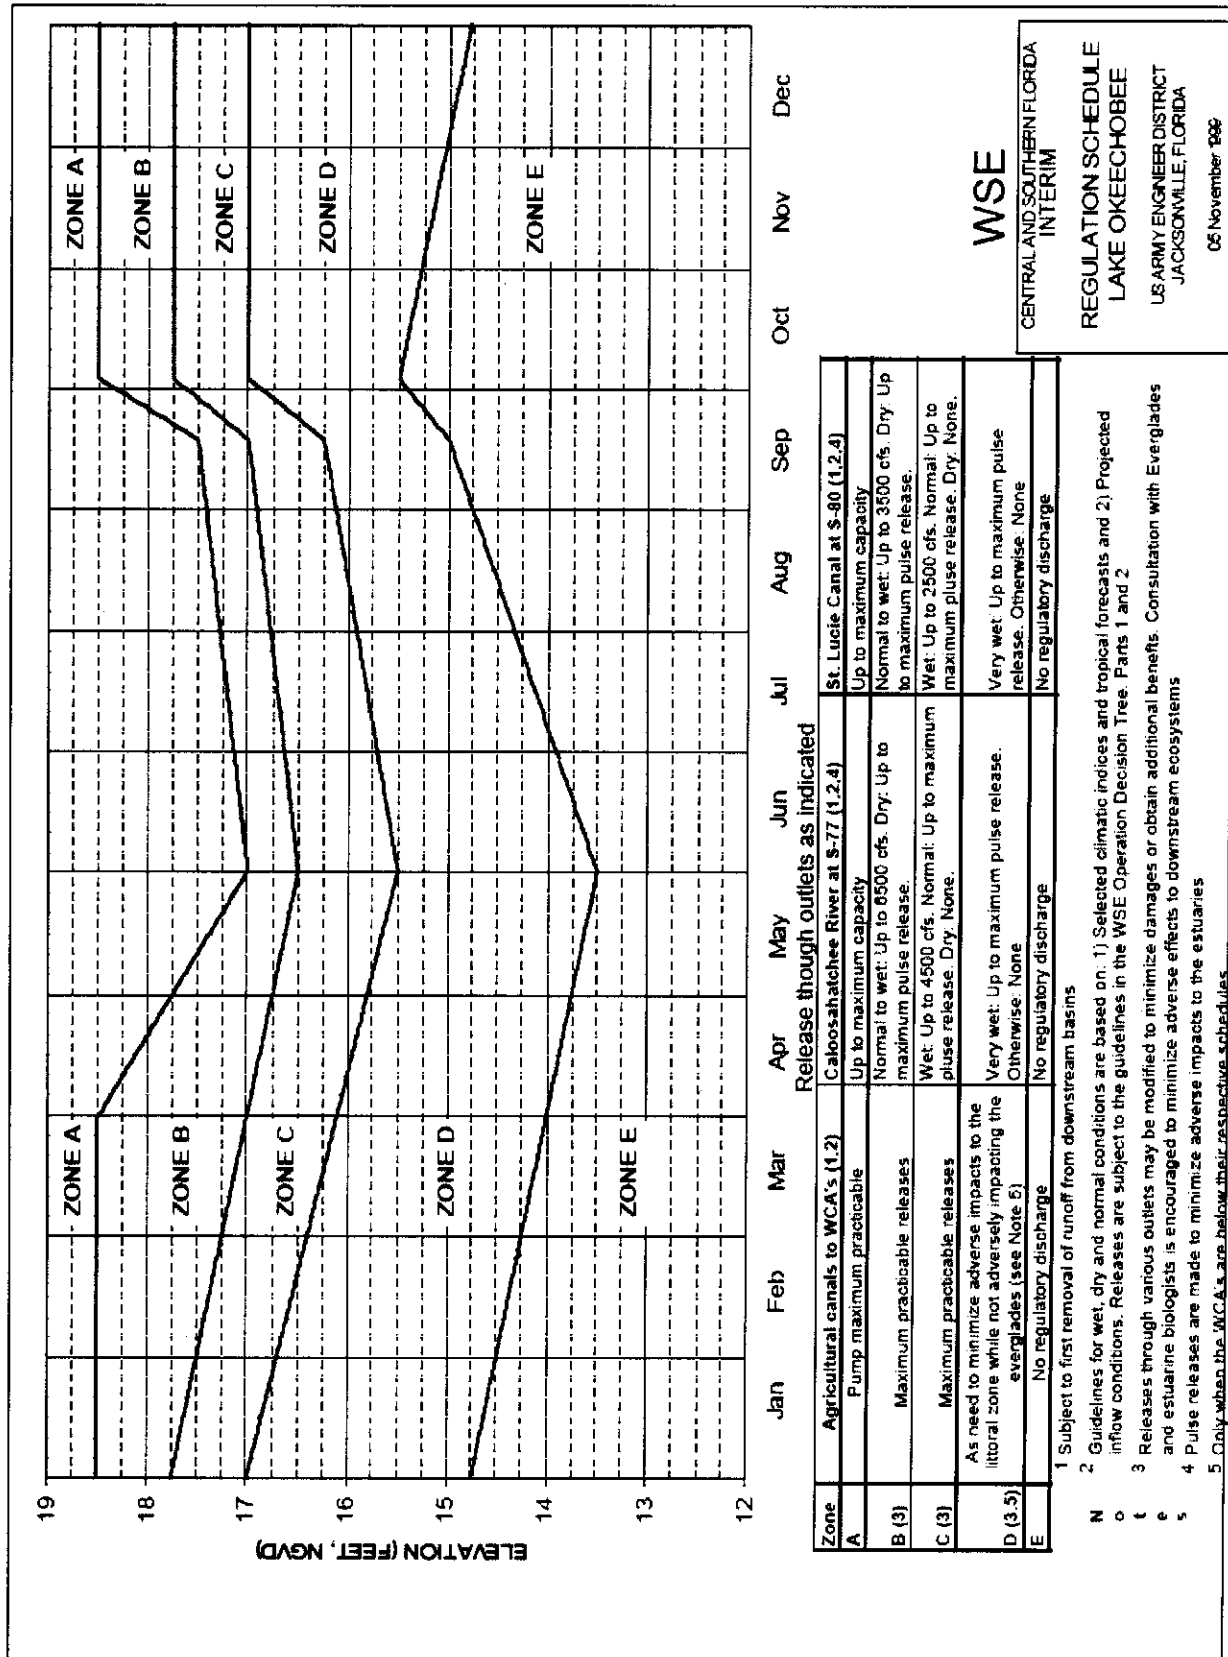 ELEVATION (FEET, NGVD)
19
18
17
16
15
14
13
12
ZONE A
ZONE B
ZONE C
ZONE D
ZONE E
ZONE A
ZONE B
ZONE C
ZONE D
ZONE E
Jan Feb Mar Apr May Jun Jul Aug Sep Oct Nov Dec
Release though outlets as indicated
Zone Agricultural canals to WCA's (1.2) Caloosahatchee River at S-77 (1,2,4) St. Lucie Canal at S-80 (1,2,4)
A Pump maximum practicable Up to maximum capacity Up to maximum capacity
B (3) Maximum practicable releases Normal to wet: Up to 6500 cfs. Dry: Up to Normal to wet: Up to 3500 cfs. Dry: Up
maximum pulse release. to maximum pulse release.
C (3) Maximum practicable releases Wet: Up to 4500 cfs. Normal: Up to maximum Wet: Up to 2500 cfs. Normal: Up to
pluse release. Dry: None. maximum pluse release. Dry: None.
As need to minimize adverse impacts to the
littoral zone while not adversely impacting the Very wet: Up to maximum pulse release. Very wet: Up to maximum pulse
D (3.5) everglades (see Note 5) Otherwise: None release. Otherwise: None
E No regulatory discharge No regulatory discharge No regulatory discharge
Notes
1 Subject to first removal of runoff from downstream basins
2 Guidelines for wet, dry and normal conditions are based on: 1) Selected climatic indices and tropical forecasts and 2) Projected
inflow conditions. Releases are subject to the guidelines in the WSE Operation Decision Tree. Parts 1 and 2
3 Releases through various outlets may be modified to minimize damages or obtain additional benefits. Consultation with Everglades
and estuarine biologists is encouraged to minimize adverse effects to downstream ecosystems
4 Pulse releases are made to minimize adverse impacts to the estuaries
5 Only when the WCA's are below their respective schedules
WSE
CENTRAL AND SOUTHERN FLORIDA
INTERIM
REGULATION SCHEDULE
LAKE OKEECHOBEE
US ARMY ENGINEER DISTRICT
JACKSONVILLE, FLORIDA
05 November 1999